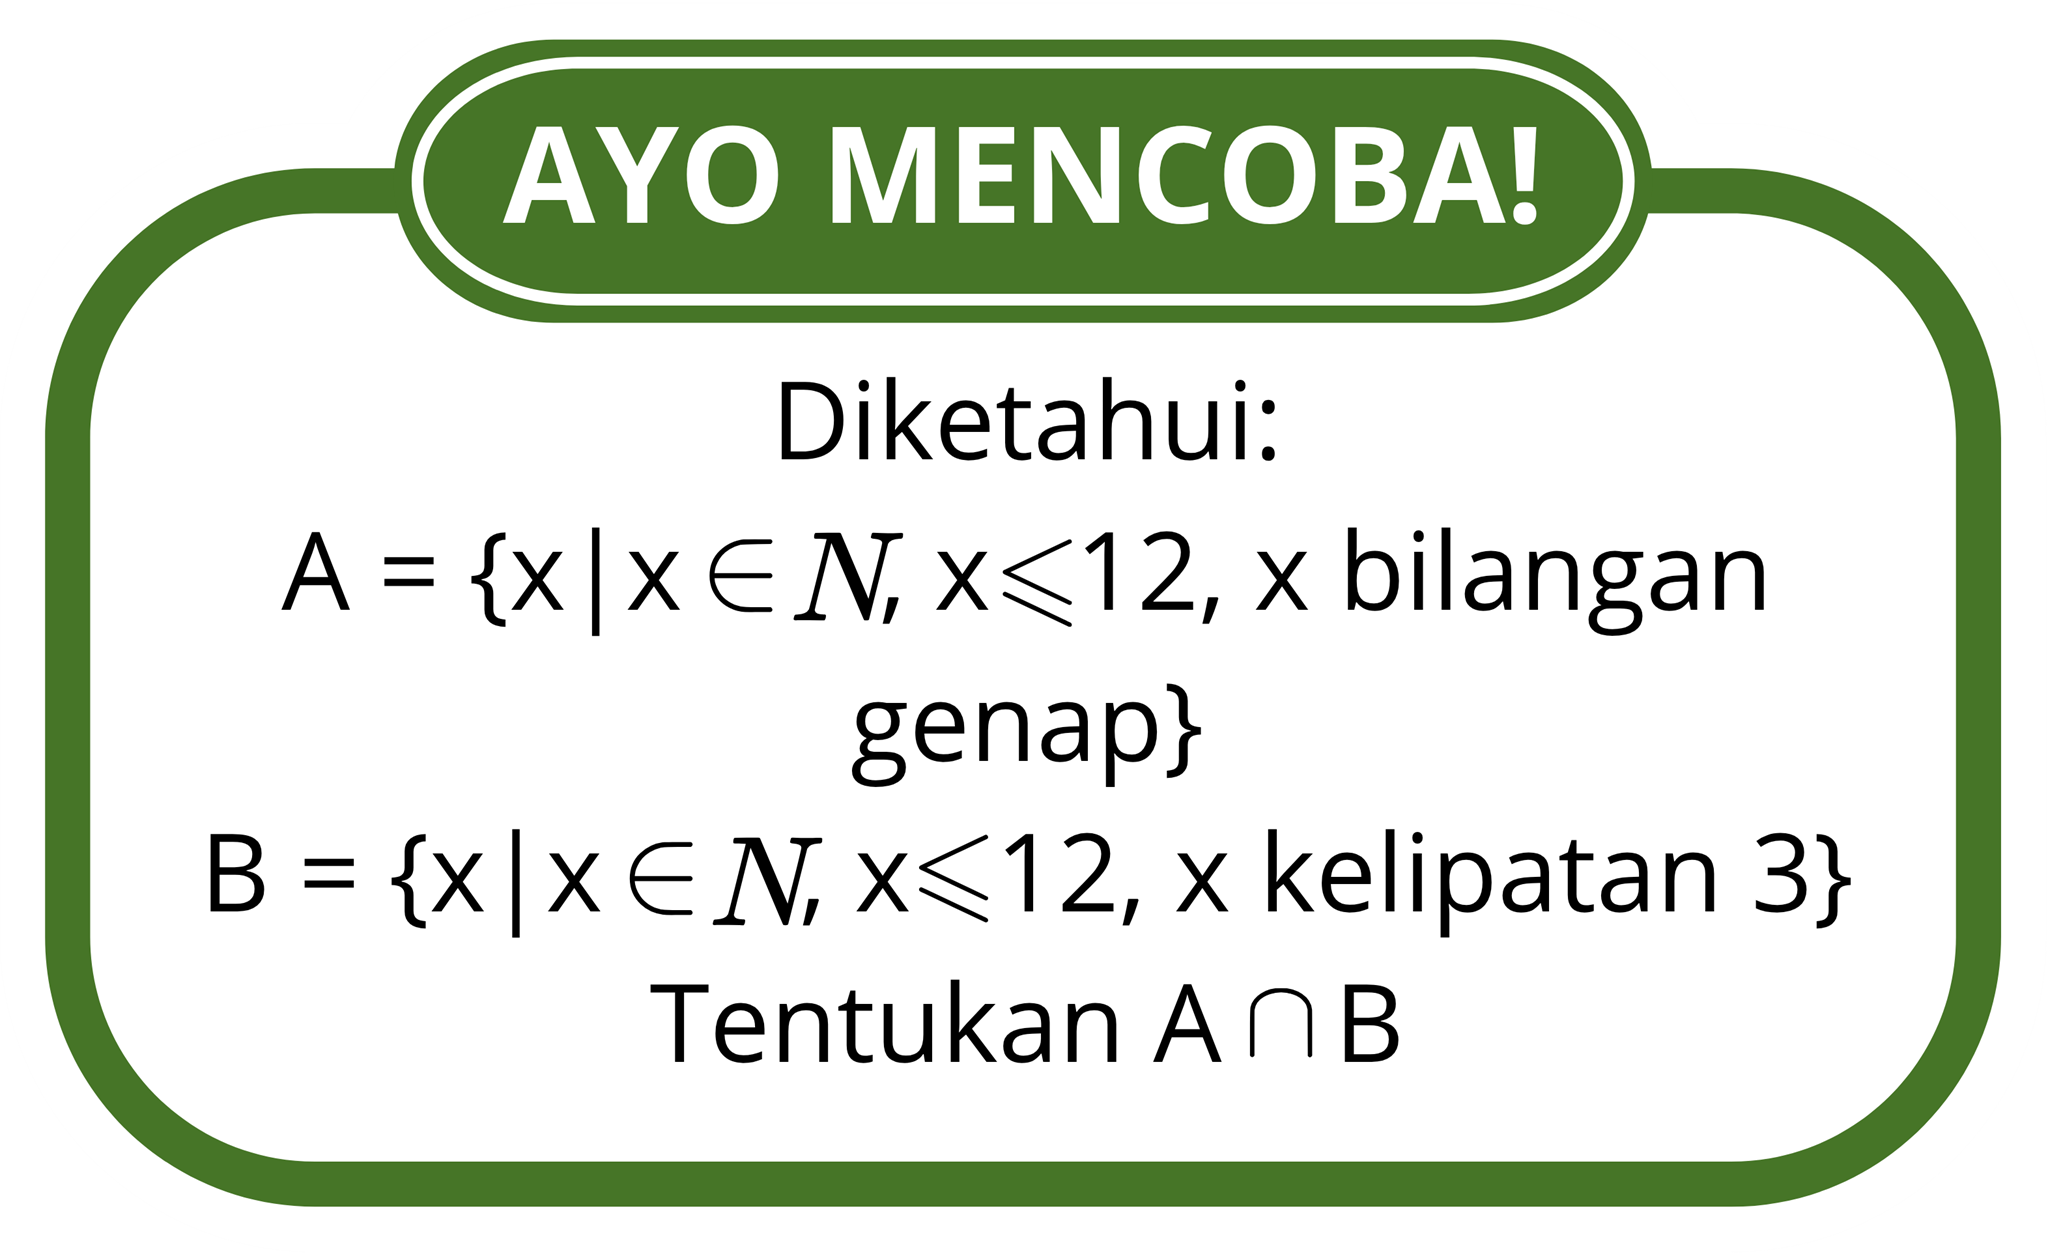 AYO MENCOBA!
Diketahui:
A = {x|x ∈ N, x⩽12, x bilangan
genap}
B = {x|x ∈ N, x⩽12, x kelipatan 3}
Tentukan A ∩ B